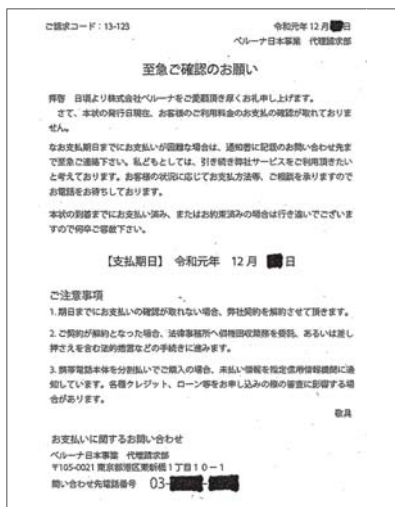 ご請求コード：13-123
令和元年12月 日
ベルーナ日本事業　代理請求部
至急ご確認のお願い
拝啓　日頃より株式会社ベルーナをご愛顧頂き厚くお礼申し上げます。
さて、本状の発行日現在、お客様のご利用料金のお支払の確認が取れておりま
せん。
なお支払期日までにお支払いが困難な場合は、通知書に記載のお問い合わせ先ま
で至急ご連絡下さい。私どもとしては、引き続き弊社サービスをご利用頂きたい
と考えております。お客様の状況に応じてお支払方法等、ご相談を承りますので
お電話をお待ちしております。
本状の到着までにお支払い済み、またはお約束済みの場合は行き違いでございま
すので何卒ご容赦下さい。
【支払期日】　令和元年　12月 日
ご注意事項
1. 期日までにお支払いの確認が取れない場合、弊社契約を解約させて頂きます。
2. ご契約が解約となった場合、法律事務所へ債権回収業務を委託、あるいは差し
押さえを含む法的措置などの手続きに進みます。
3. 携帯電話本体を分割払いでご購入の場合、未払い情報を指定信用情報機関に通
知しています。各種クレジット、ローン等をお申し込みの際の審査に影響する場
合があります。
敬具
お支払いに関するお問い合わせ
ベルーナ日本事業　代理請求部
〒105-0021 東京都港区東新橋1丁目10－1
問い合わせ先電話番号　03-